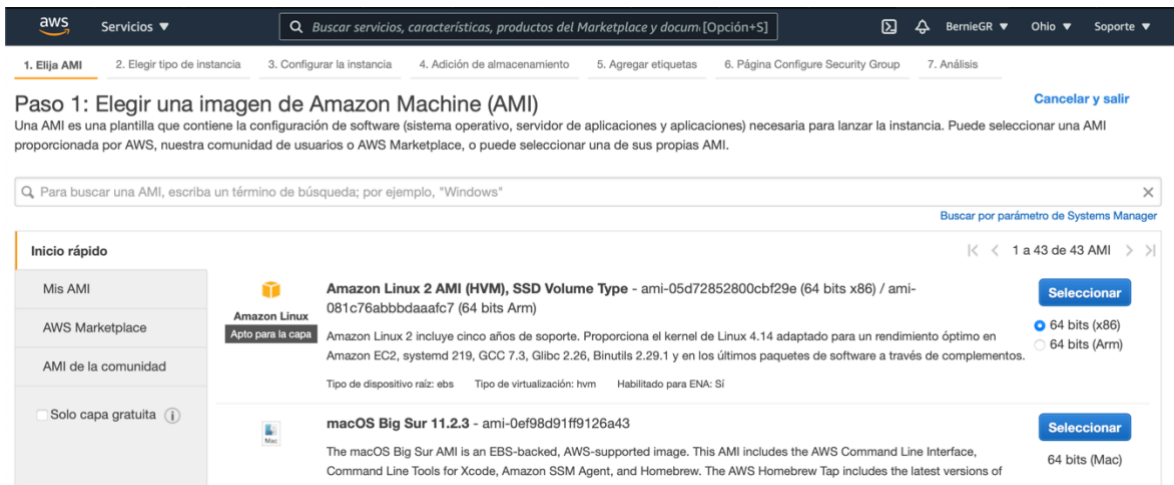 aws Servicios ▼ Buscar servicios, características, productos del Marketplace y docum [Opción+S] BernieGR ▼ Ohio ▼ Soporte ▼
1. Elija AMI 2. Elegir tipo de instancia 3. Configurar la instancia 4. Adición de almacenamiento 5. Agregar etiquetas 6. Página Configure Security Group 7. Análisis
Paso 1: Elegir una imagen de Amazon Machine (AMI) Cancelar y salir
Una AMI es una plantilla que contiene la configuración de software (sistema operativo, servidor de aplicaciones y aplicaciones) necesaria para lanzar la instancia. Puede seleccionar una AMI
proporcionada por AWS, nuestra comunidad de usuarios o AWS Marketplace, o puede seleccionar una de sus propias AMI.
Para buscar una AMI, escriba un término de búsqueda; por ejemplo, "Windows"
Buscar por parámetro de Systems Manager
Inicio rápido
1 a 43 de 43 AMI
Mis AMI
AWS Marketplace
AMI de la comunidad
Solo capa gratuita
Amazon Linux
Apto para la capa
Amazon Linux 2 AMI (HVM), SSD Volume Type - ami-05d72852800cbf29e (64 bits x86) / ami-
081c76abbbdaaafc7 (64 bits Arm)
Amazon Linux 2 incluye cinco años de soporte. Proporciona el kernel de Linux 4.14 adaptado para un rendimiento óptimo en
Amazon EC2, systemd 219, GCC 7.3, Glibc 2.26, Binutils 2.29.1 y en los últimos paquetes de software a través de complementos.
Tipo de dispositivo raíz: ebs Tipo de virtualización: hvm Habilitado para ENA: Sí
Seleccionar
64 bits (x86)
64 bits (Arm)
Mac
macOS Big Sur 11.2.3 - ami-0ef98d91ff9126a43
The macOS Big Sur AMI is an EBS-backed, AWS-supported image. This AMI includes the AWS Command Line Interface,
Command Line Tools for Xcode, Amazon SSM Agent, and Homebrew. The AWS Homebrew Tap includes the latest versions of
Seleccionar
64 bits (Mac)